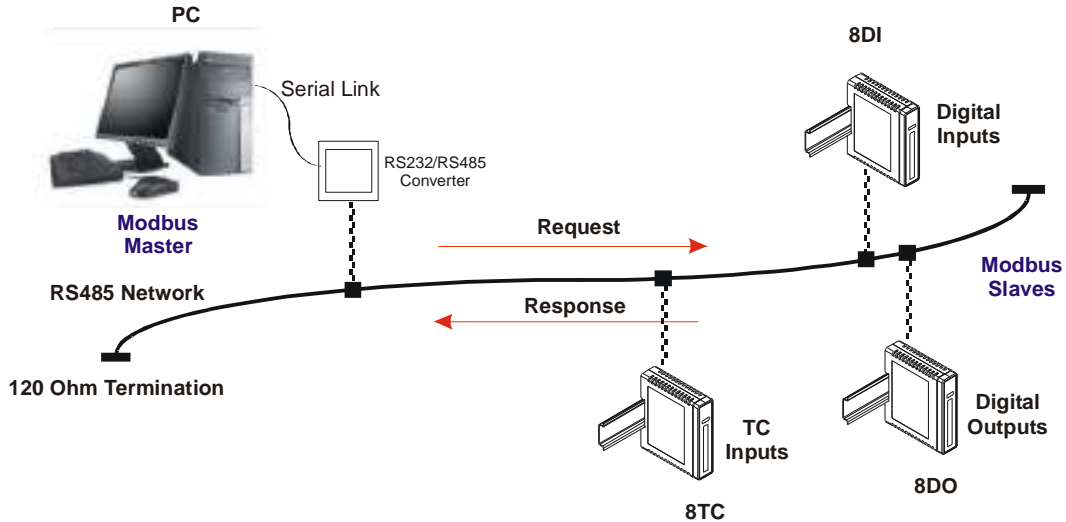 PC
8DI
Serial Link
Digital
Inputs
RS232/RS485
Converter
Modbus
Master
Request
Modbus
Slaves
RS485 Network
Response
120 Ohm Termination
TC
Inputs
Digital
Outputs
8DO
8TC